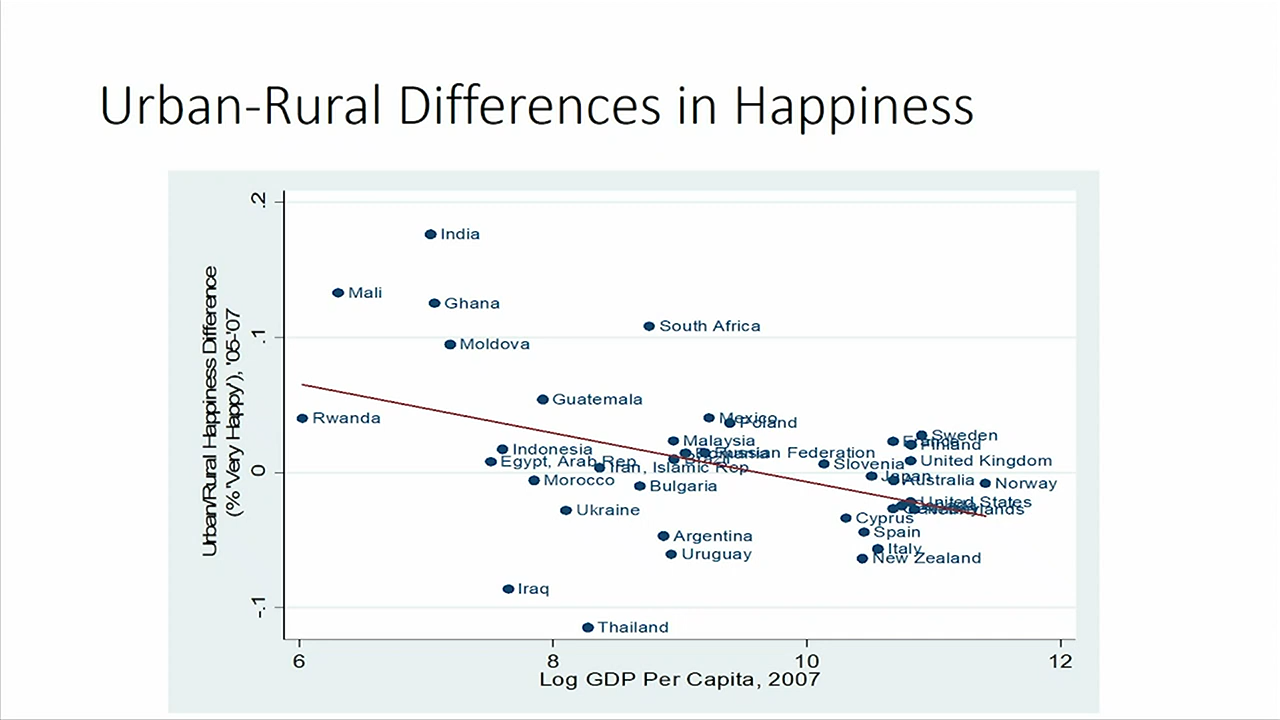 Urban-Rural Differences in Happiness
Urban/Rural Happiness Difference
(% 'Very Happy'), '05-'07
.2
.1
0
-.1
India
Mali
Ghana
South Africa
Moldova
Guatemala
Rwanda
Mexico
Poland
Sweden
Malaysia
Finland
Indonesia
Russian Federation
Egypt, Arab Rep
Iran, Islamic Rep
Slovenia
United Kingdom
Morocco
Japan
Australia
Bulgaria
Norway
United States
Ukraine
Cyprus
Argentina
Spain
Uruguay
Italy
New Zealand
Iraq
Thailand
6
8
10
12
Log GDP Per Capita, 2007